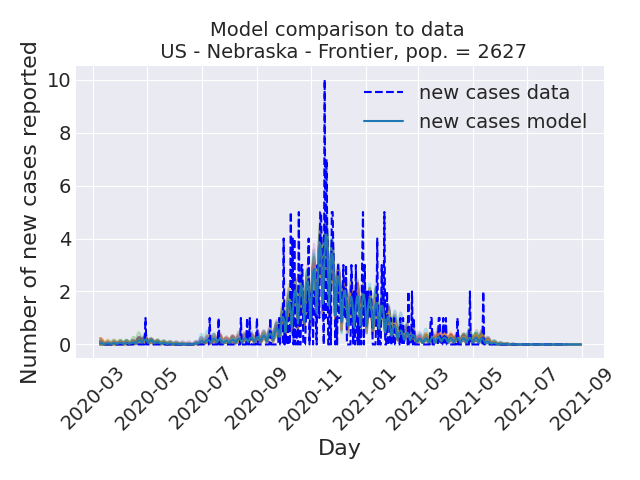 Model comparison to data
US - Nebraska - Frontier, pop. = 2627
Number of new cases reported
10
8
6
4
2
0
new cases data
new cases model
2020-03
2020-05
2020-07
2020-09
2020-11
2021-01
2021-03
2021-05
2021-07
2021-09
Day